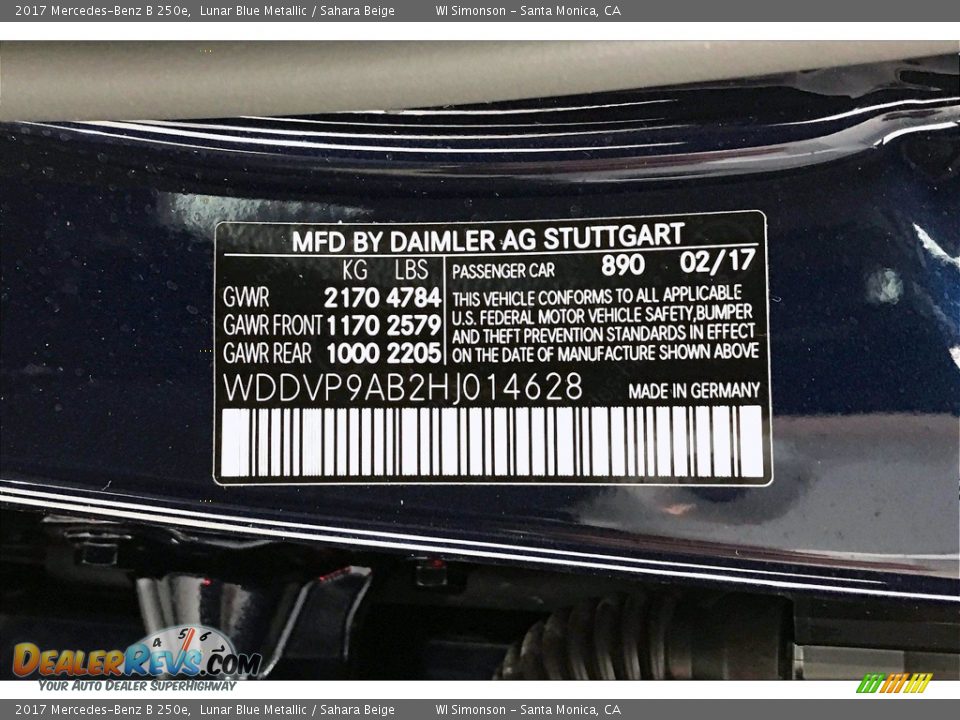 2017 Mercedes-Benz B 250e, Lunar Blue Metallic / Sahara Beige WI Simonson - Santa Monica, CA
MFD BY DAIMLER AG STUTTGART
KG LBS PASSENGER CAR 890 02/17
GVWR 2170 4784
GAWR FRONT 1170 2579
GAWR REAR 1000 2205
THIS VEHICLE CONFORMS TO ALL APPLICABLE
U.S. FEDERAL MOTOR VEHICLE SAFETY,BUMPER
AND THEFT PREVENTION STANDARDS IN EFFECT
ON THE DATE OF MANUFACTURE SHOWN ABOVE
WDDVP9AB2HJ014628 MADE IN GERMANY
4 5 6 7
DEALERREVS.COM
YOUR AUTO DEALER SUPERHIGHWAY
2017 Mercedes-Benz B 250e, Lunar Blue Metallic / Sahara Beige WI Simonson - Santa Monica, CA